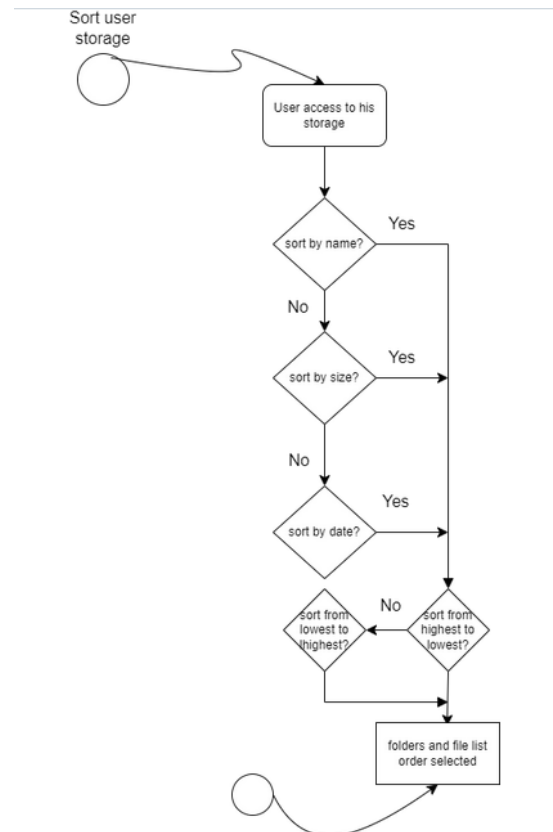 Sort user
storage
User access to his
storage
sort by name?
Yes
No
sort by size?
Yes
No
sort by date?
Yes
sort from
lowest to
lhighest?
No
sort from
highest to
lowest?
folders and file list
order selected